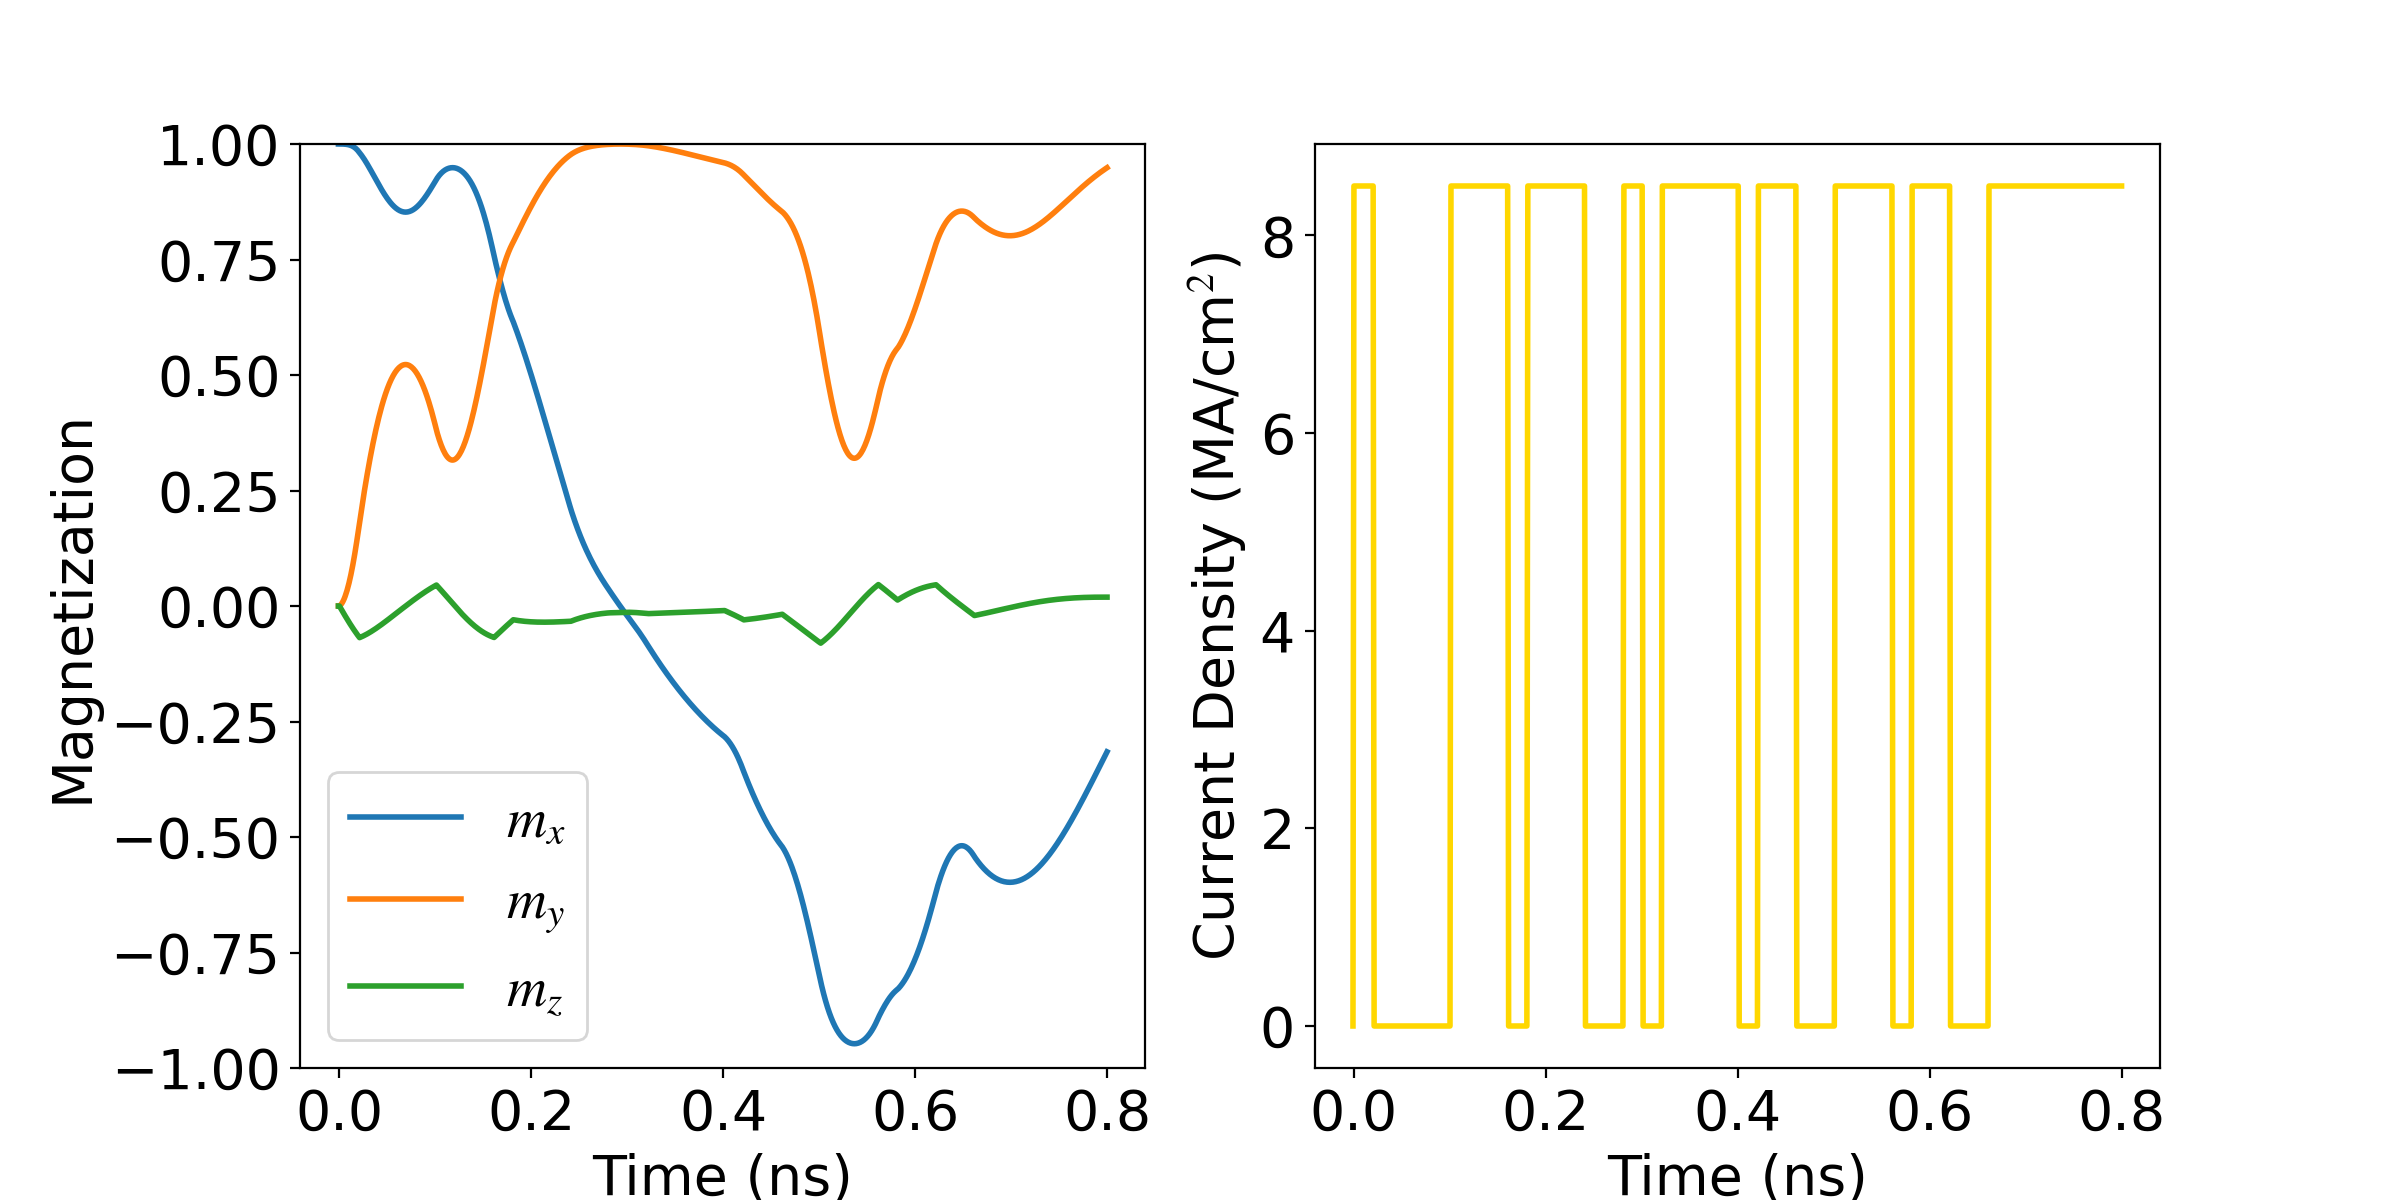 Magnetization
1.00
0.75
0.50
0.25
0.00
−0.25
−0.50
−0.75
−1.00
m_x
m_y
m_z
0.0 0.2 0.4 0.6 0.8
Time (ns)
Current Density (MA/cm²)
8
6
4
2
0
0.0 0.2 0.4 0.6 0.8
Time (ns)